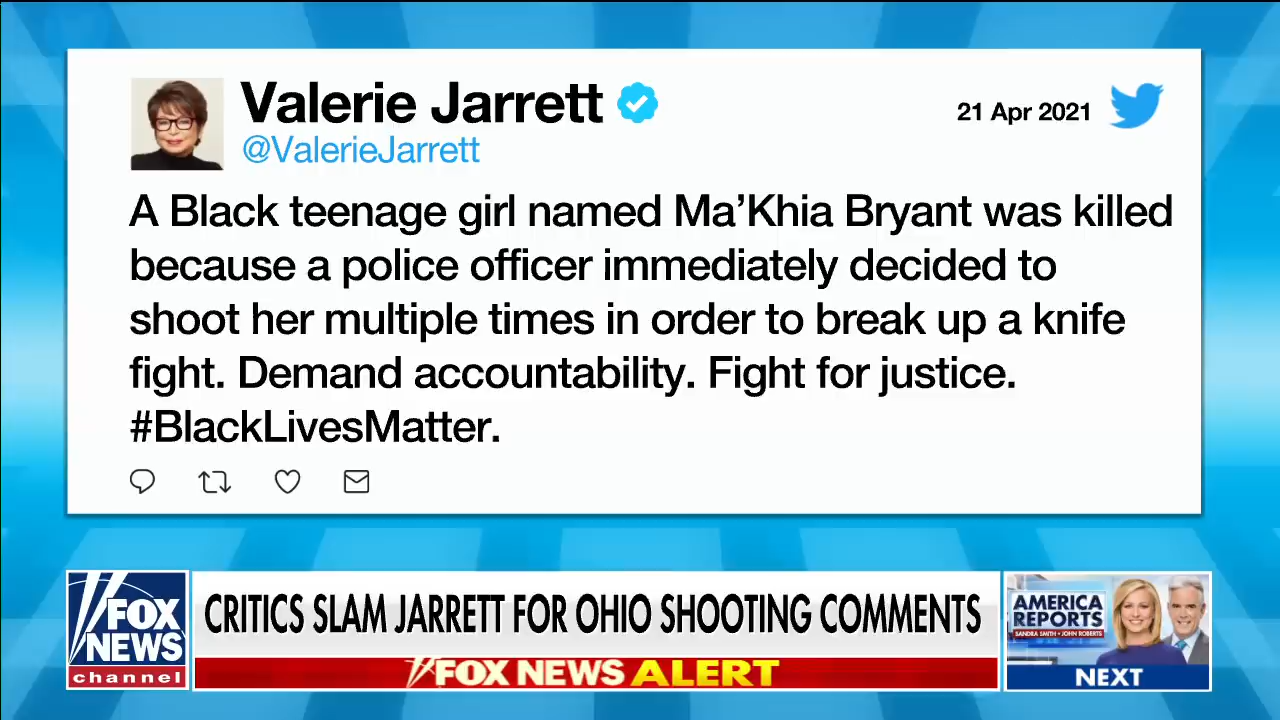 Valerie Jarrett
@ValerieJarrett
21 Apr 2021
A Black teenage girl named Ma’Khia Bryant was killed
because a police officer immediately decided to
shoot her multiple times in order to break up a knife
fight. Demand accountability. Fight for justice.
#BlackLivesMatter.
FOX
NEWS
channel
CRITICS SLAM JARRETT FOR OHIO SHOOTING COMMENTS
FOX NEWS ALERT
AMERICA
REPORTS
SANDRA SMITH • JOHN ROBERTS
NEXT